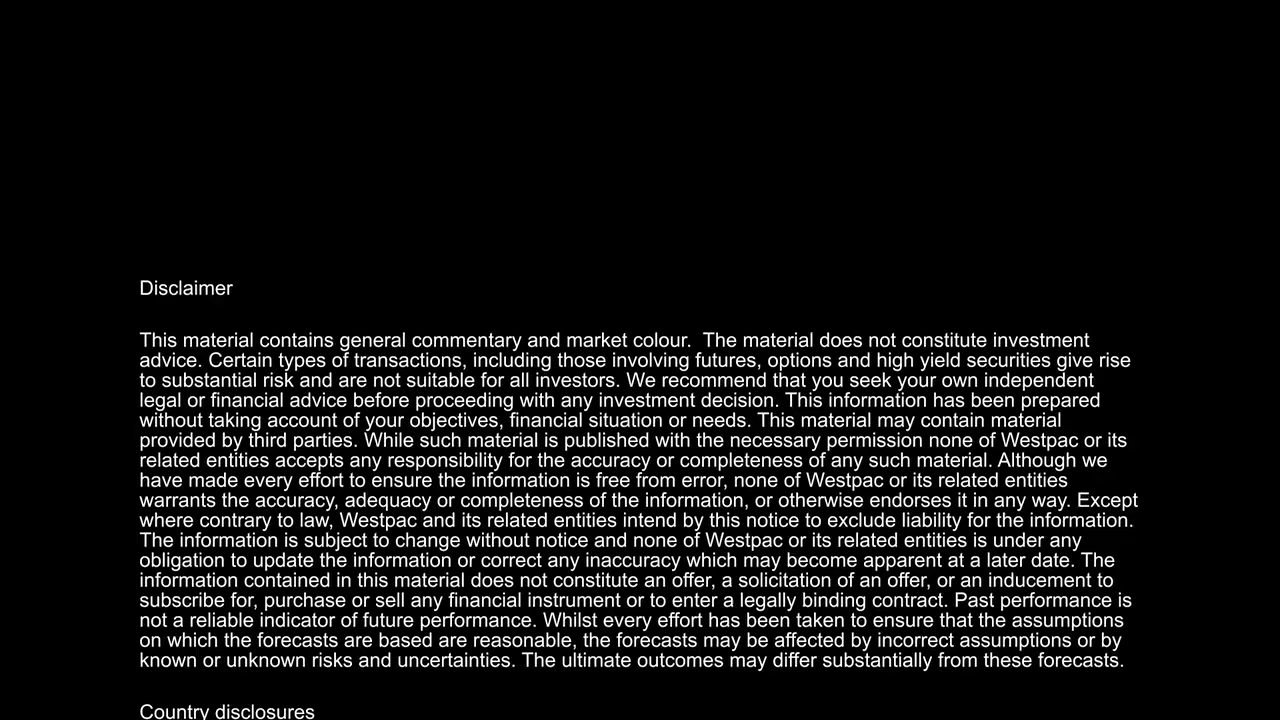 Disclaimer
This material contains general commentary and market colour.  The material does not constitute investment
advice. Certain types of transactions, including those involving futures, options and high yield securities give rise
to substantial risk and are not suitable for all investors. We recommend that you seek your own independent
legal or financial advice before proceeding with any investment decision. This information has been prepared
without taking account of your objectives, financial situation or needs. This material may contain material
provided by third parties. While such material is published with the necessary permission none of Westpac or its
related entities accepts any responsibility for the accuracy or completeness of any such material. Although we
have made every effort to ensure the information is free from error, none of Westpac or its related entities
warrants the accuracy, adequacy or completeness of the information, or otherwise endorses it in any way. Except
where contrary to law, Westpac and its related entities intend by this notice to exclude liability for the information.
The information is subject to change without notice and none of Westpac or its related entities is under any
obligation to update the information or correct any inaccuracy which may become apparent at a later date. The
information contained in this material does not constitute an offer, a solicitation of an offer, or an inducement to
subscribe for, purchase or sell any financial instrument or to enter a legally binding contract. Past performance is
not a reliable indicator of future performance. Whilst every effort has been taken to ensure that the assumptions
on which the forecasts are based are reasonable, the forecasts may be affected by incorrect assumptions or by
known or unknown risks and uncertainties. The ultimate outcomes may differ substantially from these forecasts.
Country disclosures